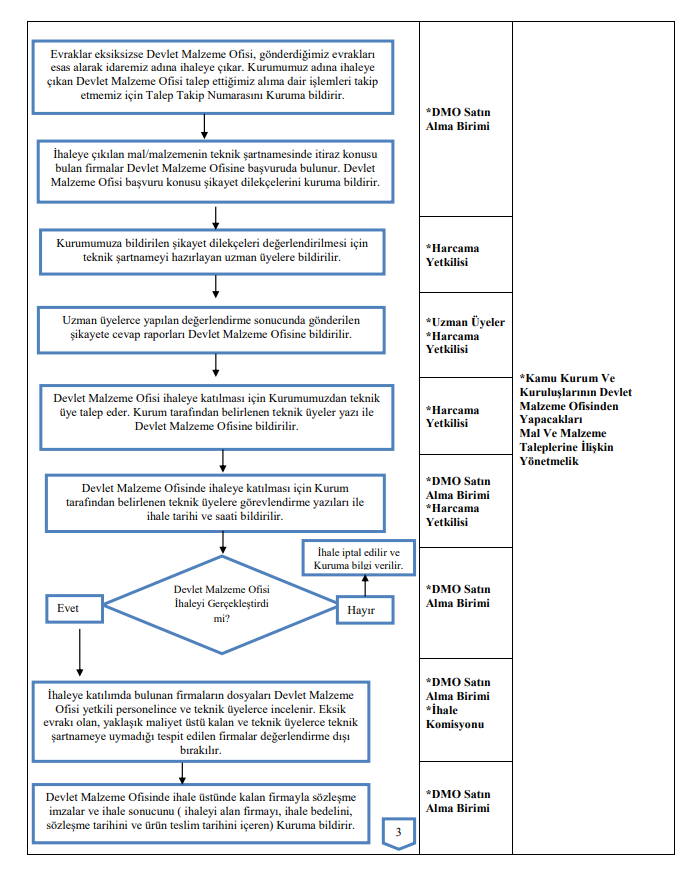 Evraklar eksiksizse Devlet Malzeme Ofisi, gönderdiğimiz evrakları
esas alarak idaremiz adına ihaleye çıkar. Kurumumuz adına ihaleye
çıkan Devlet Malzeme Ofisi talep ettiğimiz alıma dair işlemleri takip
etmemiz için Talep Takip Numarasını Kuruma bildirir.
*DMO Satın
Alma Birimi
İhaleye çıkılan mal/malzemenin teknik şartnamesinde itiraz konusu
bulan firmalar Devlet Malzeme Ofisine başvuruda bulunur. Devlet
Malzeme Ofisi başvuru konusu şikayet dilekçelerini kuruma bildirir.
Kurumumuza bildirilen şikayet dilekçeleri değerlendirilmesi için
teknik şartnameyi hazırlayan uzman üyelere bildirilir.
*Harcama
Yetkilisi
Uzman üyelerce yapılan değerlendirme sonucunda gönderilen
şikayete cevap raporları Devlet Malzeme Ofisine bildirilir.
*Uzman Üyeler
*Harcama
Yetkilisi
Devlet Malzeme Ofisi ihaleye katılması için Kurumumuzdan teknik
üye talep eder. Kurum tarafından belirlenen teknik üyeler yazı ile
Devlet Malzeme Ofisine bildirilir.
*Harcama
Yetkilisi
*Kamu Kurum Ve
Kuruluşlarının Devlet
Malzeme Ofisinden
Yapacakları
Mal Ve Malzeme
Taleplerine İlişkin
Yönetmelik
Devlet Malzeme Ofisinde ihaleye katılması için Kurum
tarafından belirlenen teknik üyelere görevlendirme yazıları ile
ihale tarihi ve saati bildirilir.
*DMO Satın
Alma Birimi
*Harcama
Yetkilisi
İhale iptal edilir ve
Kuruma bilgi verilir.
Devlet Malzeme Ofisi
İhaleyi Gerçekleştirdi
mi?
Evet
Hayır
*DMO Satın
Alma Birimi
İhaleye katılımda bulunan firmaların dosyaları Devlet Malzeme
Ofisi yetkili personelince ve teknik üyelerce incelenir. Eksik
evrakı olan, yaklaşık maliyet üstü kalan ve teknik üyelerce teknik
şartnameye uymadığı tespit edilen firmalar değerlendirme dışı
bırakılır.
*DMO Satın
Alma Birimi
*İhale
Komisyonu
Devlet Malzeme Ofisinde ihale üstünde kalan firmayla sözleşme
imzalar ve ihale sonucunu ( ihaleyi alan firmayı, ihale bedelini,
sözleşme tarihini ve ürün teslim tarihini içeren) Kuruma bildirir.
3
*DMO Satın
Alma Birimi